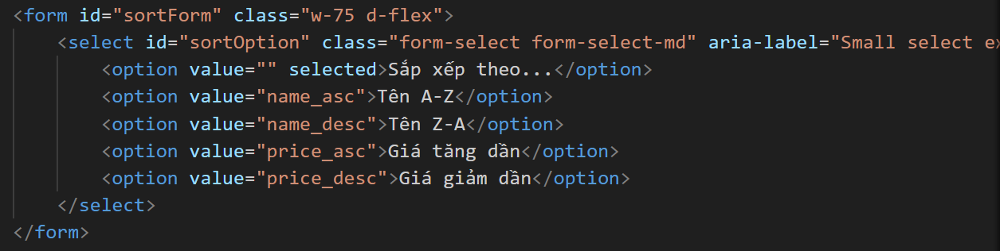 <form id="sortForm" class="w-75 d-flex">
<select id="sortOption" class="form-select form-select-md" aria-label="Small select
<option value="" selected>Sắp xếp theo...</option>
<option value="name_asc">Tên A-Z</option>
<option value="name_desc">Tên Z-A</option>
<option value="price_asc">Giá tăng dần</option>
<option value="price_desc">Giá giảm dần</option>
</select>
</form>